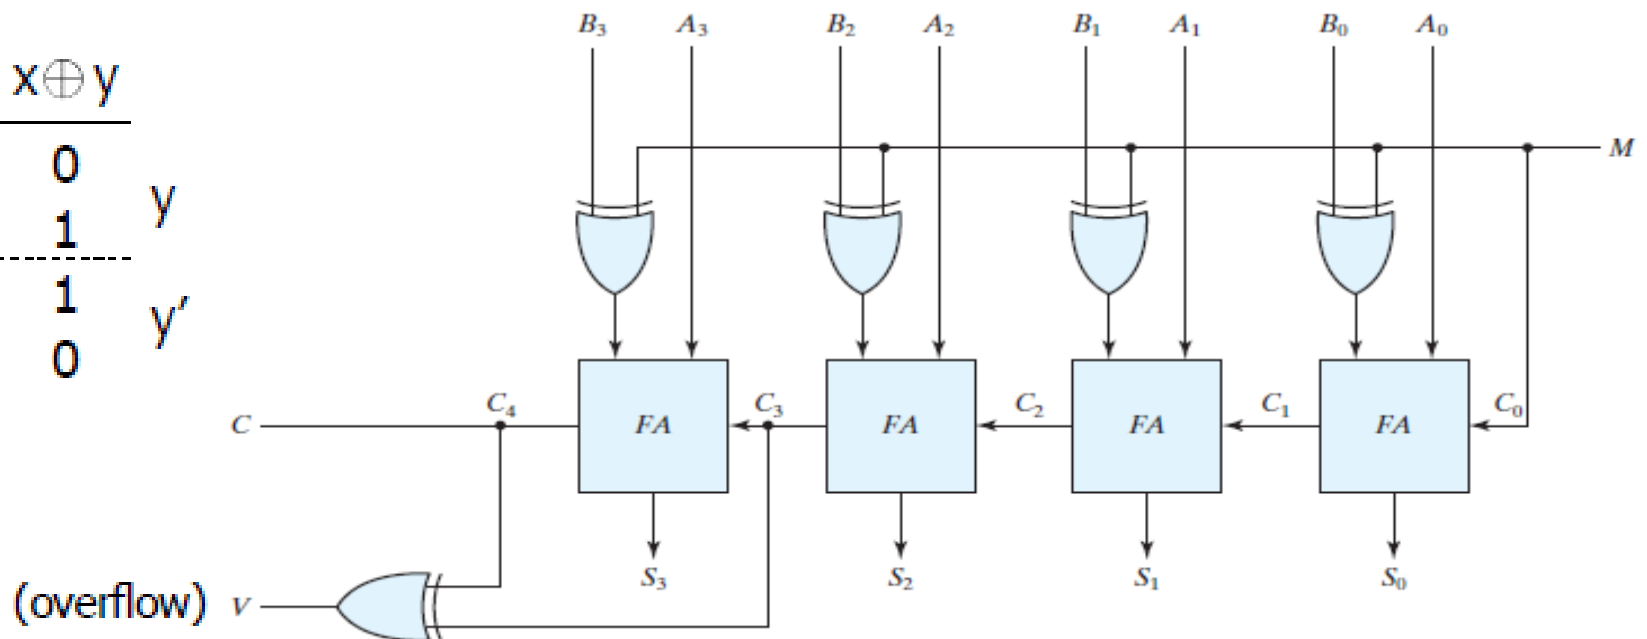 B₃ A₃ B₂ A₂ B₁ A₁ B₀ A₀
x⊕y
M
0
y
1
1
y′
0
C C₄ FA C₃ FA C₂ FA C₁ FA C₀
S₃ S₂ S₁ S₀
(overflow) V